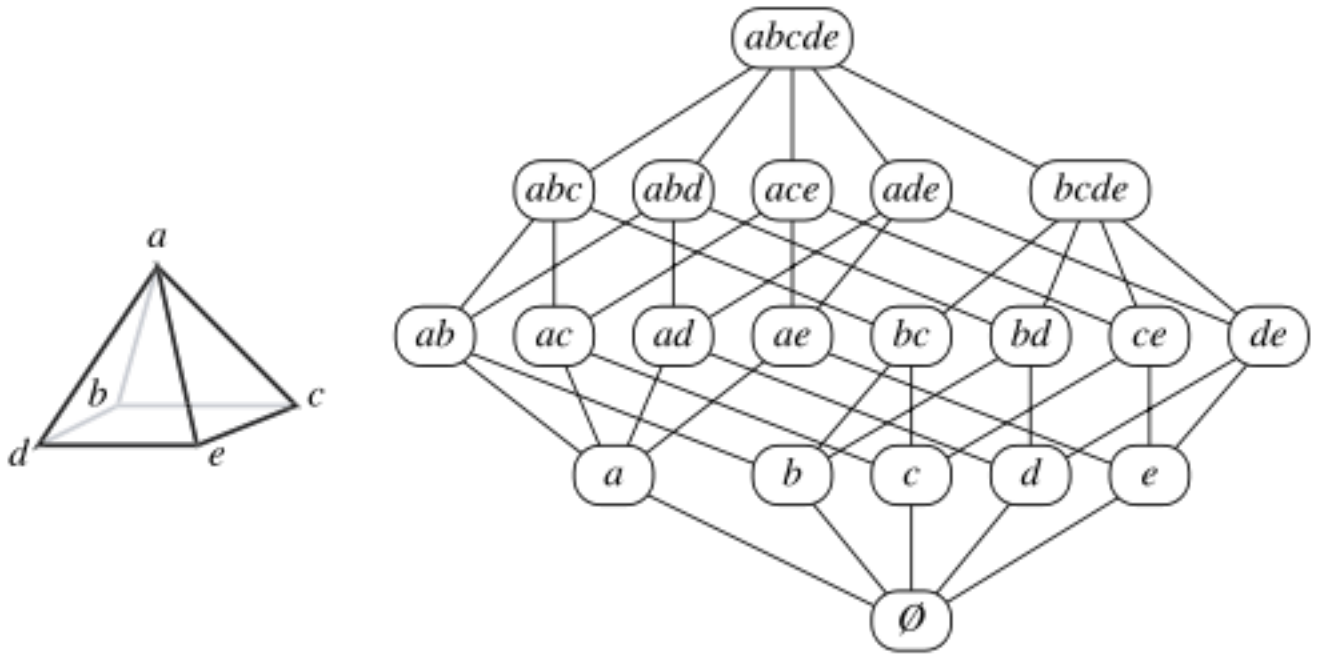 abcde
abc abd ace ade bcde
a
ab ac ad ae bc bd ce de
b c
d e
a b c d e
Ø